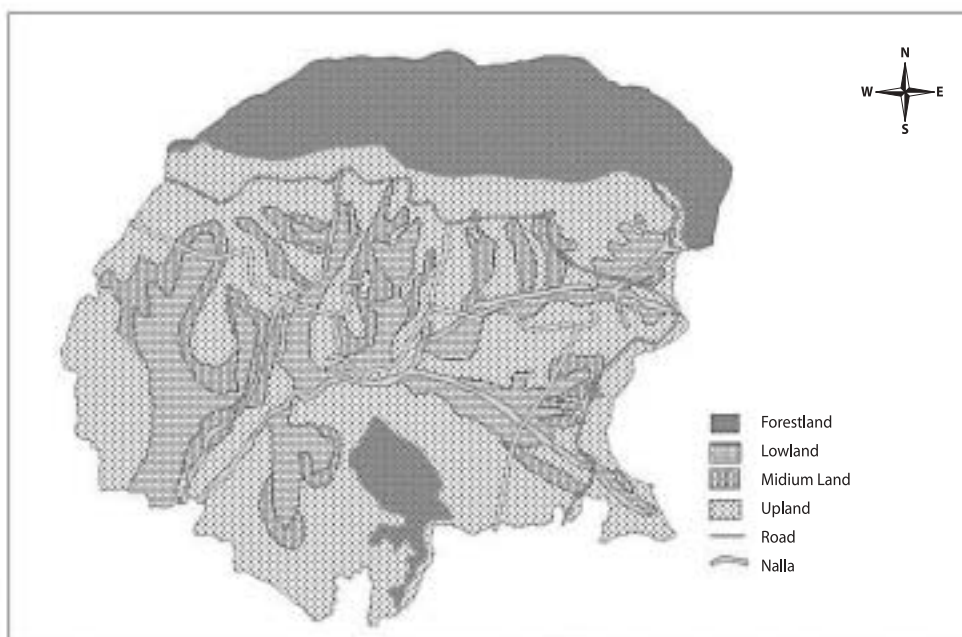 N
W E
S
Forestland
Lowland
Midium Land
Upland
Road
Nalla